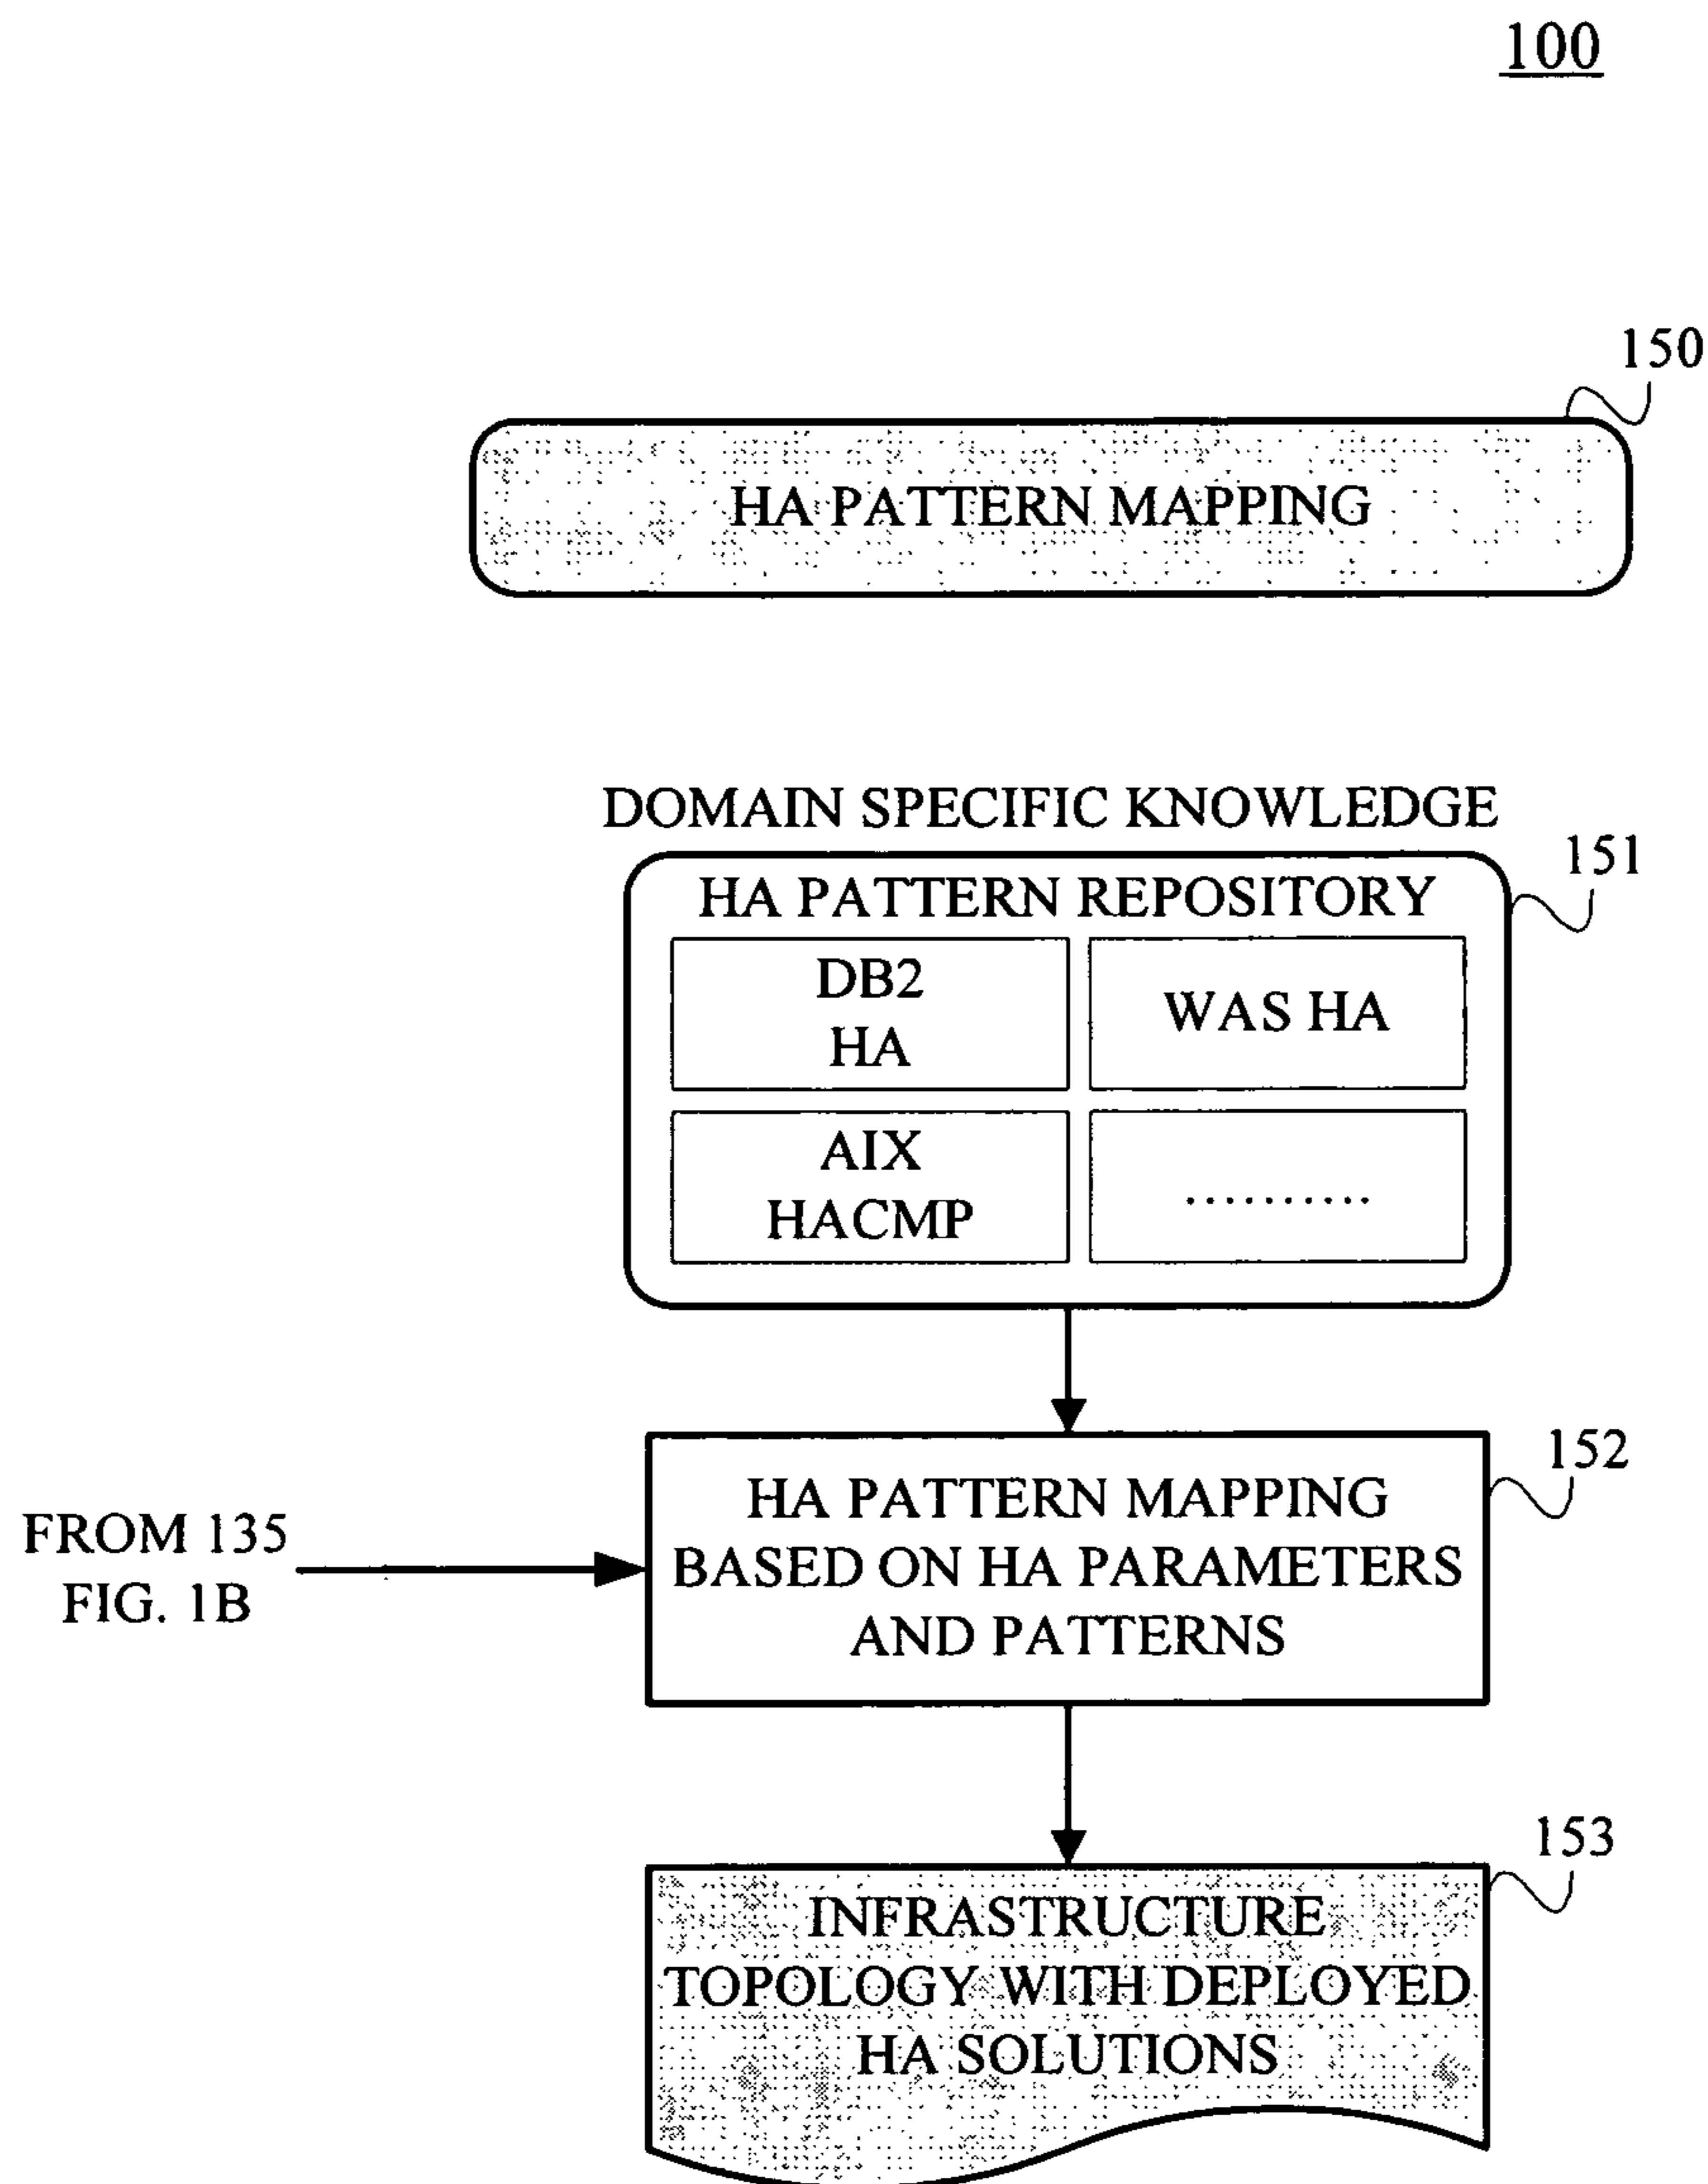 100
150
HA PATTERN MAPPING
DOMAIN SPECIFIC KNOWLEDGE
151
HA PATTERN REPOSITORY
DB2
HA
WAS HA
AIX
HACMP
..........
152
HA PATTERN MAPPING
BASED ON HA PARAMETERS
AND PATTERNS
FROM 135
FIG. 1B
153
INFRASTRUCTURE
TOPOLOGY WITH DEPLOYED
HA SOLUTIONS